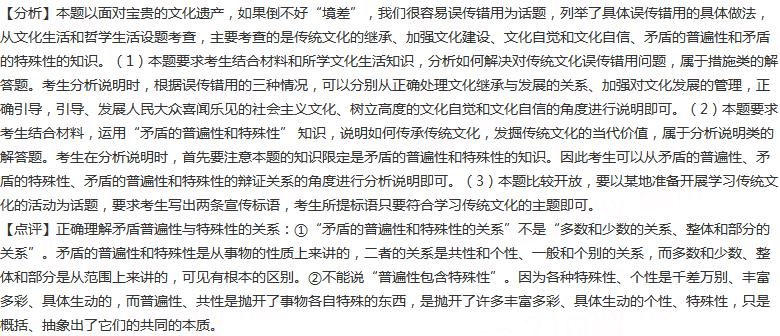 【分析】本题以面对宝贵的文化遗产，如果倒不好“境差”，我们很容易误传错用为话题，列举了具体误传错用的具体做法，
从文化生活和哲学生活设题考查，主要考查的是传统文化的继承、加强文化建设、文化自觉和文化自信、矛盾的普遍性和矛盾
的特殊性的知识。（1）本题要求考生结合材料和所学文化生活知识，分析如何解决对传统文化误传错用问题，属于措施类的解
答题。考生分析说明时，根据误传错用的三种情况，可以分别从正确处理文化继承与发展的关系、加强对文化发展的管理，正
确引导，引导、发展人民大众喜闻乐见的社会主义文化、树立高度的文化自觉和文化自信的角度进行说明即可。（2）本题要求
考生结合材料，运用“矛盾的普遍性和特殊性” 知识，说明如何传承传统文化，发掘传统文化的当代价值，属于分析说明类的
解答题。考生在分析说明时，首先要注意本题的知识限定是矛盾的普遍性和特殊性的知识。因此考生可以从矛盾的普遍性、矛
盾的特殊性、矛盾的普遍性和特殊性的辩证关系的角度进行分析说明即可。（3）本题比较开放，要以某地准备开展学习传统文
化的活动为话题，要求考生写出两条宣传标语，考生所提标语只要符合学习传统文化的主题即可。
【点评】正确理解矛盾普遍性与特殊性的关系：①“矛盾的普遍性和特殊性的关系”不是“多数和少数的关系、整体和部分的
关系”。矛盾的普遍性和特殊性是从事物的性质上来讲的，二者的关系是共性和个性、一般和个别的关系，而多数和少数、整
体和部分是从范围上来讲的，可见有根本的区别。②不能说“普遍性包含特殊性”。因为各种特殊性、个性是千差万别、丰富
多彩、具体生动的，而普遍性、共性是抛开了事物各自特殊的东西，是抛开了许多丰富多彩、具体生动的个性、特殊性，只是
概括、抽象出了它们的共同的本质。